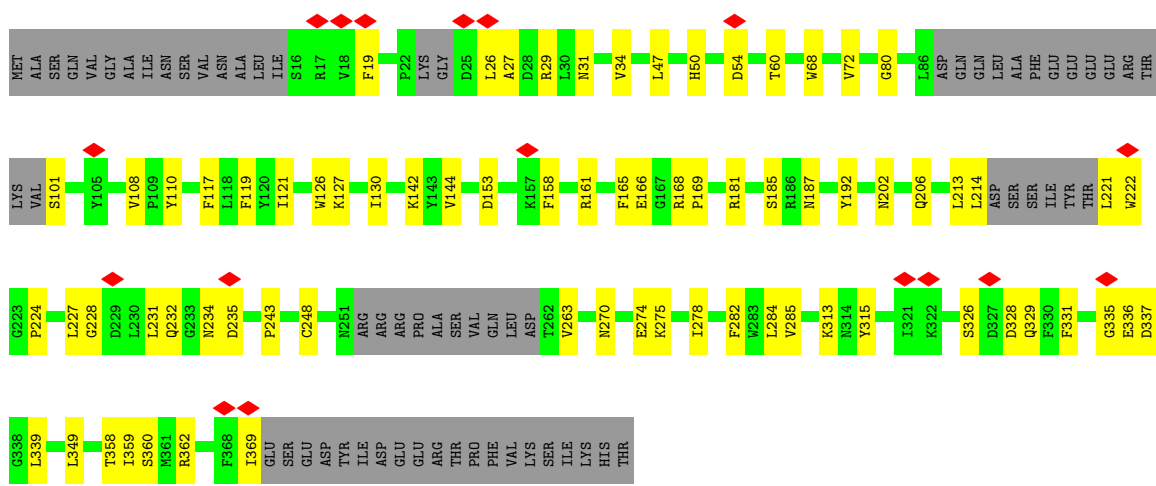 MET ALA SER GLN VAL GLY ALA ILE ASN SER VAL ASN ALA LEU ILE S16 R17 V18 F19 P22 LYS GLY D25 L26 A27 D28 R29 L30 N31 V34 L47 H50 D54 T60 W68 V72 G80 L86 ASP GLN GLN LEU ALA PHE GLU GLU GLU GLU ARG THR
LYS VAL S101 Y105 V108 P109 Y110 F117 L118 F119 Y120 I121 W126 K127 I130 K142 Y143 V144 D153 K157 F158 R161 F165 E166 G167 R168 P169 R181 S185 R186 N187 Y192 N202 Q206 L213 L214 ASP SER SER ILE TYR THR L221 W222
G223 P224 L227 G228 D229 L230 L231 Q232 G233 N234 D235 P243 C248 N251 ARG ARG ARG PRO ALA SER VAL GLN LEU ASP T262 V263 N270 E274 K275 I278 F282 W283 L284 V285 K313 N314 Y315 I321 K322 S326 D327 D328 Q329 F330 F331 G335 E336 D337
G338 L339 L349 T358 I359 S360 M361 R362 F368 I369 GLU SER GLU ASP TYR ILE ASP GLU GLU ARG THR PRO PHE VAL LYS SER ILE LYS HIS THR